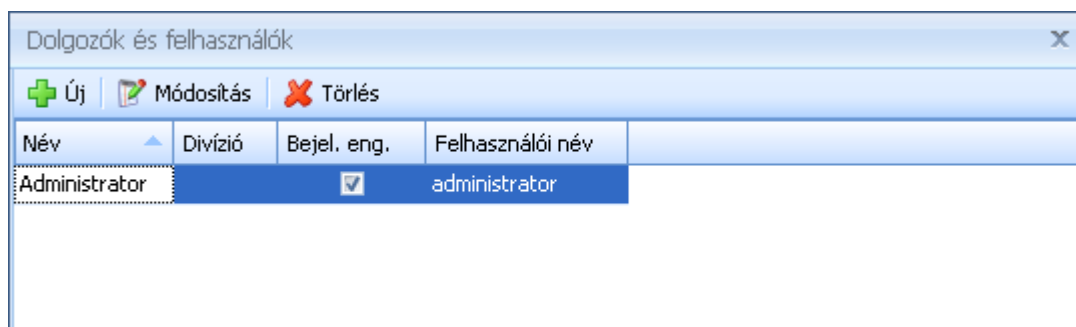 Dolgozók és felhasználók
Új Módosítás Törlés
Név Divízió Bejel. eng. Felhasználói név
Administrator administrator